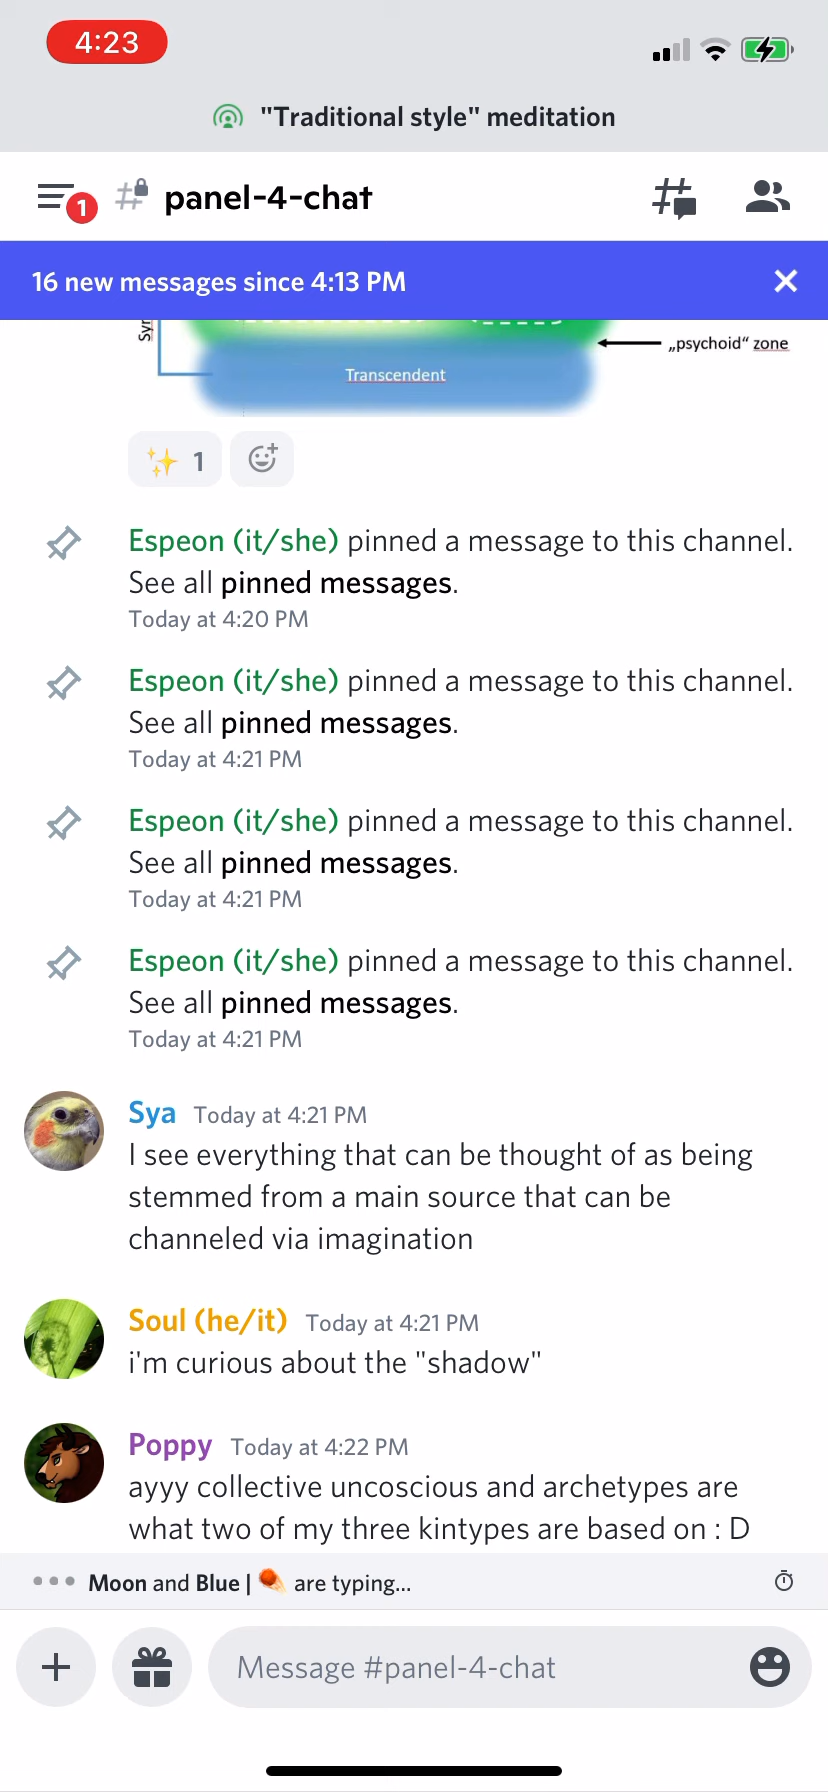 4:23
"Traditional style" meditation
1
panel-4-chat
16 new messages since 4:13 PM
Syr
„psychoid“ zone
Transcendent
1
Espeon (it/she) pinned a message to this channel.
See all pinned messages.
Today at 4:20 PM
Espeon (it/she) pinned a message to this channel.
See all pinned messages.
Today at 4:21 PM
Espeon (it/she) pinned a message to this channel.
See all pinned messages.
Today at 4:21 PM
Espeon (it/she) pinned a message to this channel.
See all pinned messages.
Today at 4:21 PM
Sya Today at 4:21 PM
I see everything that can be thought of as being
stemmed from a main source that can be
channeled via imagination
Soul (he/it) Today at 4:21 PM
i'm curious about the "shadow"
Poppy Today at 4:22 PM
ayyy collective uncoscious and archetypes are
what two of my three kintypes are based on : D
Moon and Blue | are typing...
Message #panel-4-chat